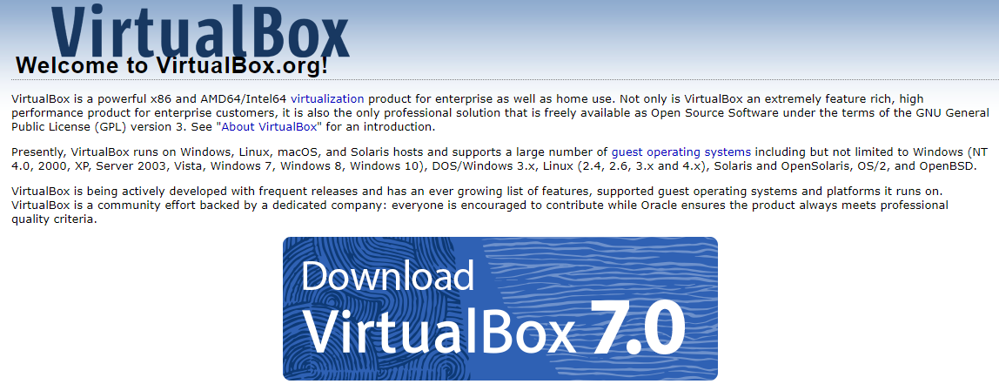 VirtualBox
Welcome to VirtualBox.org!
VirtualBox is a powerful x86 and AMD64/Intel64 virtualization product for enterprise as well as home use. Not only is VirtualBox an extremely feature rich, high
performance product for enterprise customers, it is also the only professional solution that is freely available as Open Source Software under the terms of the GNU General
Public License (GPL) version 3. See "About VirtualBox" for an introduction.
Presently, VirtualBox runs on Windows, Linux, macOS, and Solaris hosts and supports a large number of guest operating systems including but not limited to Windows (NT
4.0, 2000, XP, Server 2003, Vista, Windows 7, Windows 8, Windows 10), DOS/Windows 3.x, Linux (2.4, 2.6, 3.x and 4.x), Solaris and OpenSolaris, OS/2, and OpenBSD.
VirtualBox is being actively developed with frequent releases and has an ever growing list of features, supported guest operating systems and platforms it runs on.
VirtualBox is a community effort backed by a dedicated company: everyone is encouraged to contribute while Oracle ensures the product always meets professional
quality criteria.
Download
VirtualBox 7.0